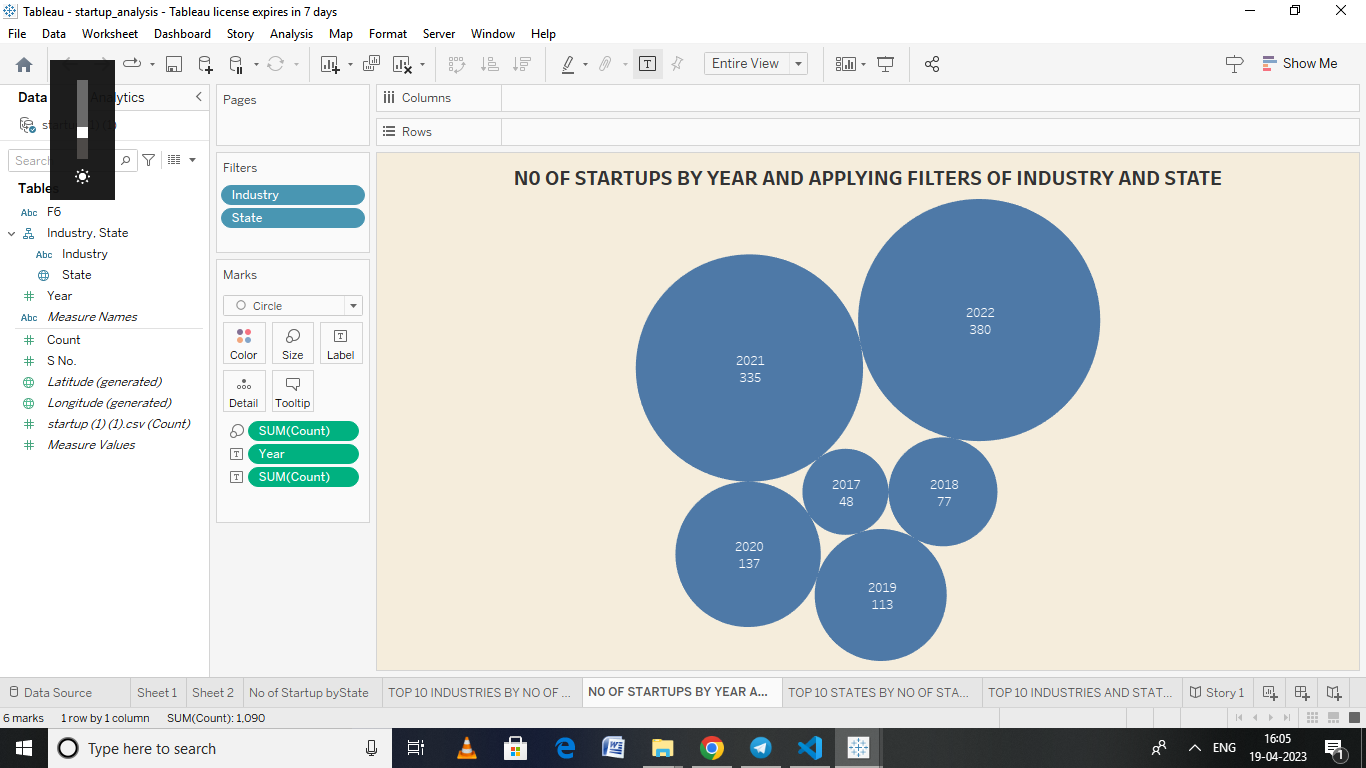 Tableau - startup_analysis - Tableau license expires in 7 days
File Data Worksheet Dashboard Story Analysis Map Format Server Window Help
Entire View
Show Me
Data
Analytics
Search
Tables
Abc F6
Industry, State
Abc Industry
State
# Year
Abc Measure Names
# Count
# S No.
Latitude (generated)
Longitude (generated)
# startup (1) (1).csv (Count)
# Measure Values
Pages
Filters
Industry
State
Marks
Circle
Color Size Label
Detail Tooltip
SUM(Count)
Year
SUM(Count)
Columns
Rows
N0 OF STARTUPS BY YEAR AND APPLYING FILTERS OF INDUSTRY AND STATE
2022
380
2021
335
2017
48
2018
77
2020
137
2019
113
Data Source Sheet 1 Sheet 2 No of Startup byState TOP 10 INDUSTRIES BY NO OF ... N0 OF STARTUPS BY YEAR A... TOP 10 STATES BY NO OF STA... TOP 10 INDUSTRIES AND STAT... Story 1
6 marks 1 row by 1 column SUM(Count): 1,090
Type here to search
ENG
16:05
19-04-2023
1